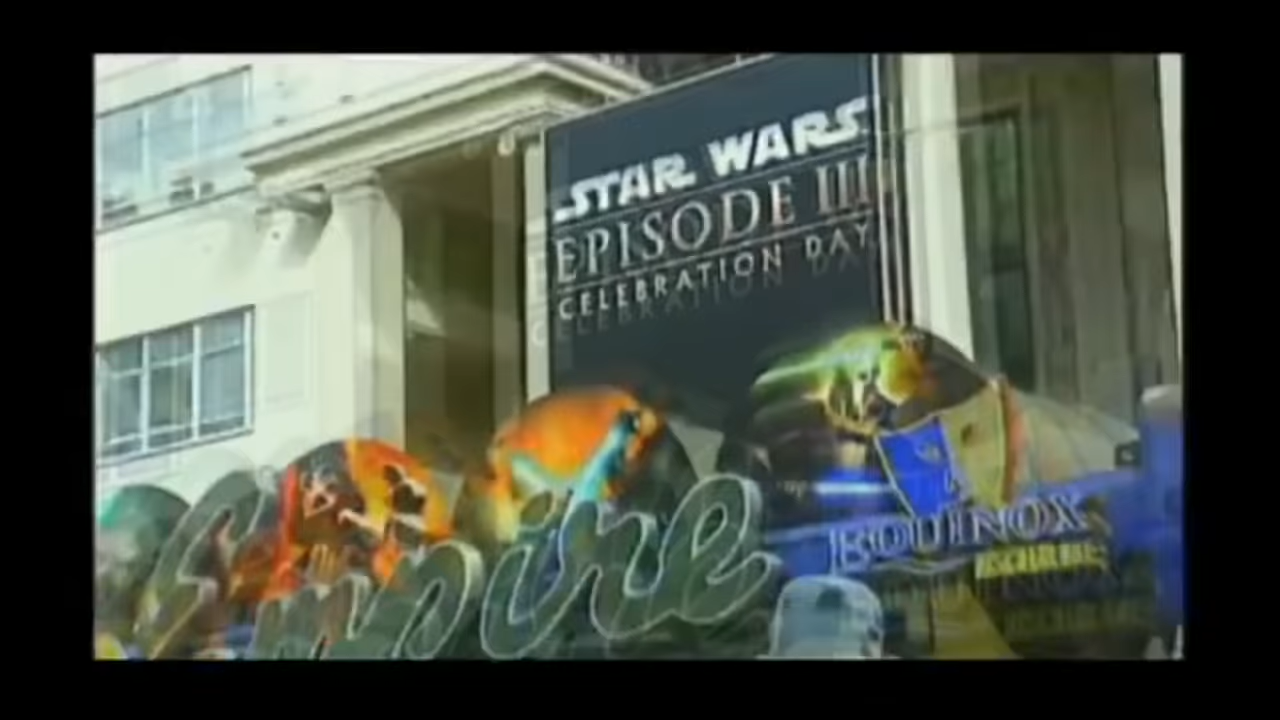 STAR WARS
EPISODE III
CELEBRATION DAY
Empire
EQUINOX